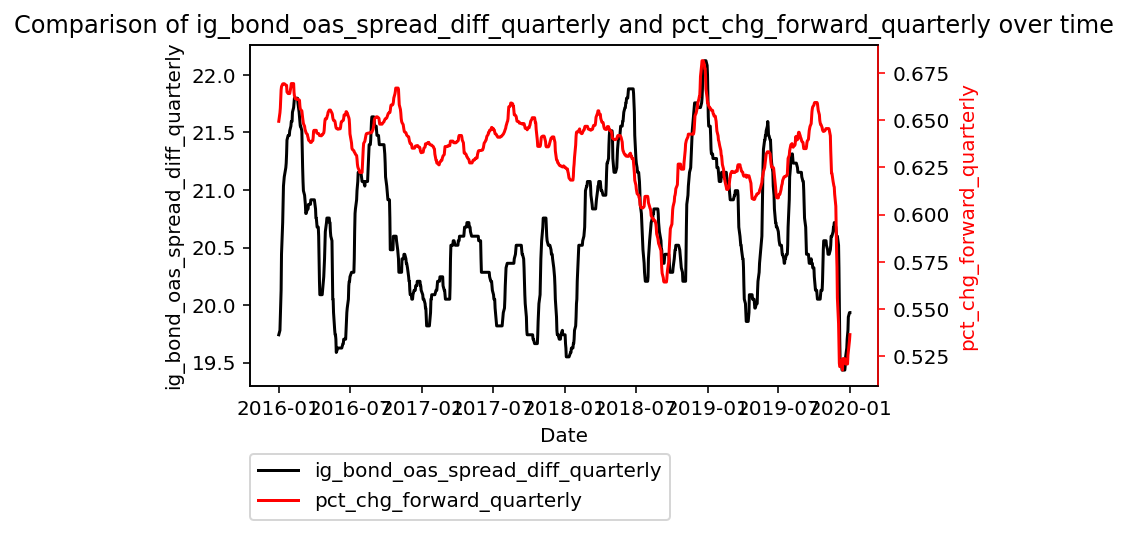 Comparison of ig_bond_oas_spread_diff_quarterly and pct_chg_forward_quarterly over time
ig_bond_oas_spread_diff_quarterly
22.0
21.5
21.0
20.5
20.0
19.5
0.675
0.650
0.625
0.600
0.575
0.550
0.525
pct_chg_forward_quarterly
2016-01 2016-07 2017-01 2017-07 2018-01 2018-07 2019-01 2019-07 2020-01
Date
ig_bond_oas_spread_diff_quarterly
pct_chg_forward_quarterly